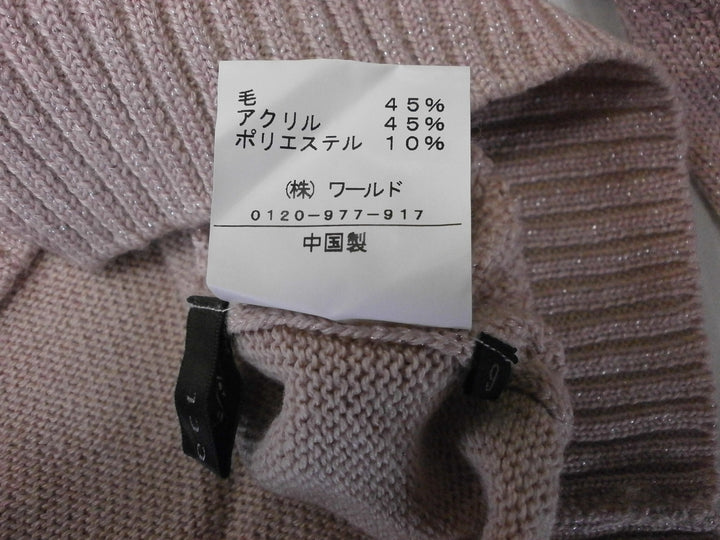 毛 45%
アクリル 45%
ポリエステル 10%
(株) ワールド
0120-977-917
中国製